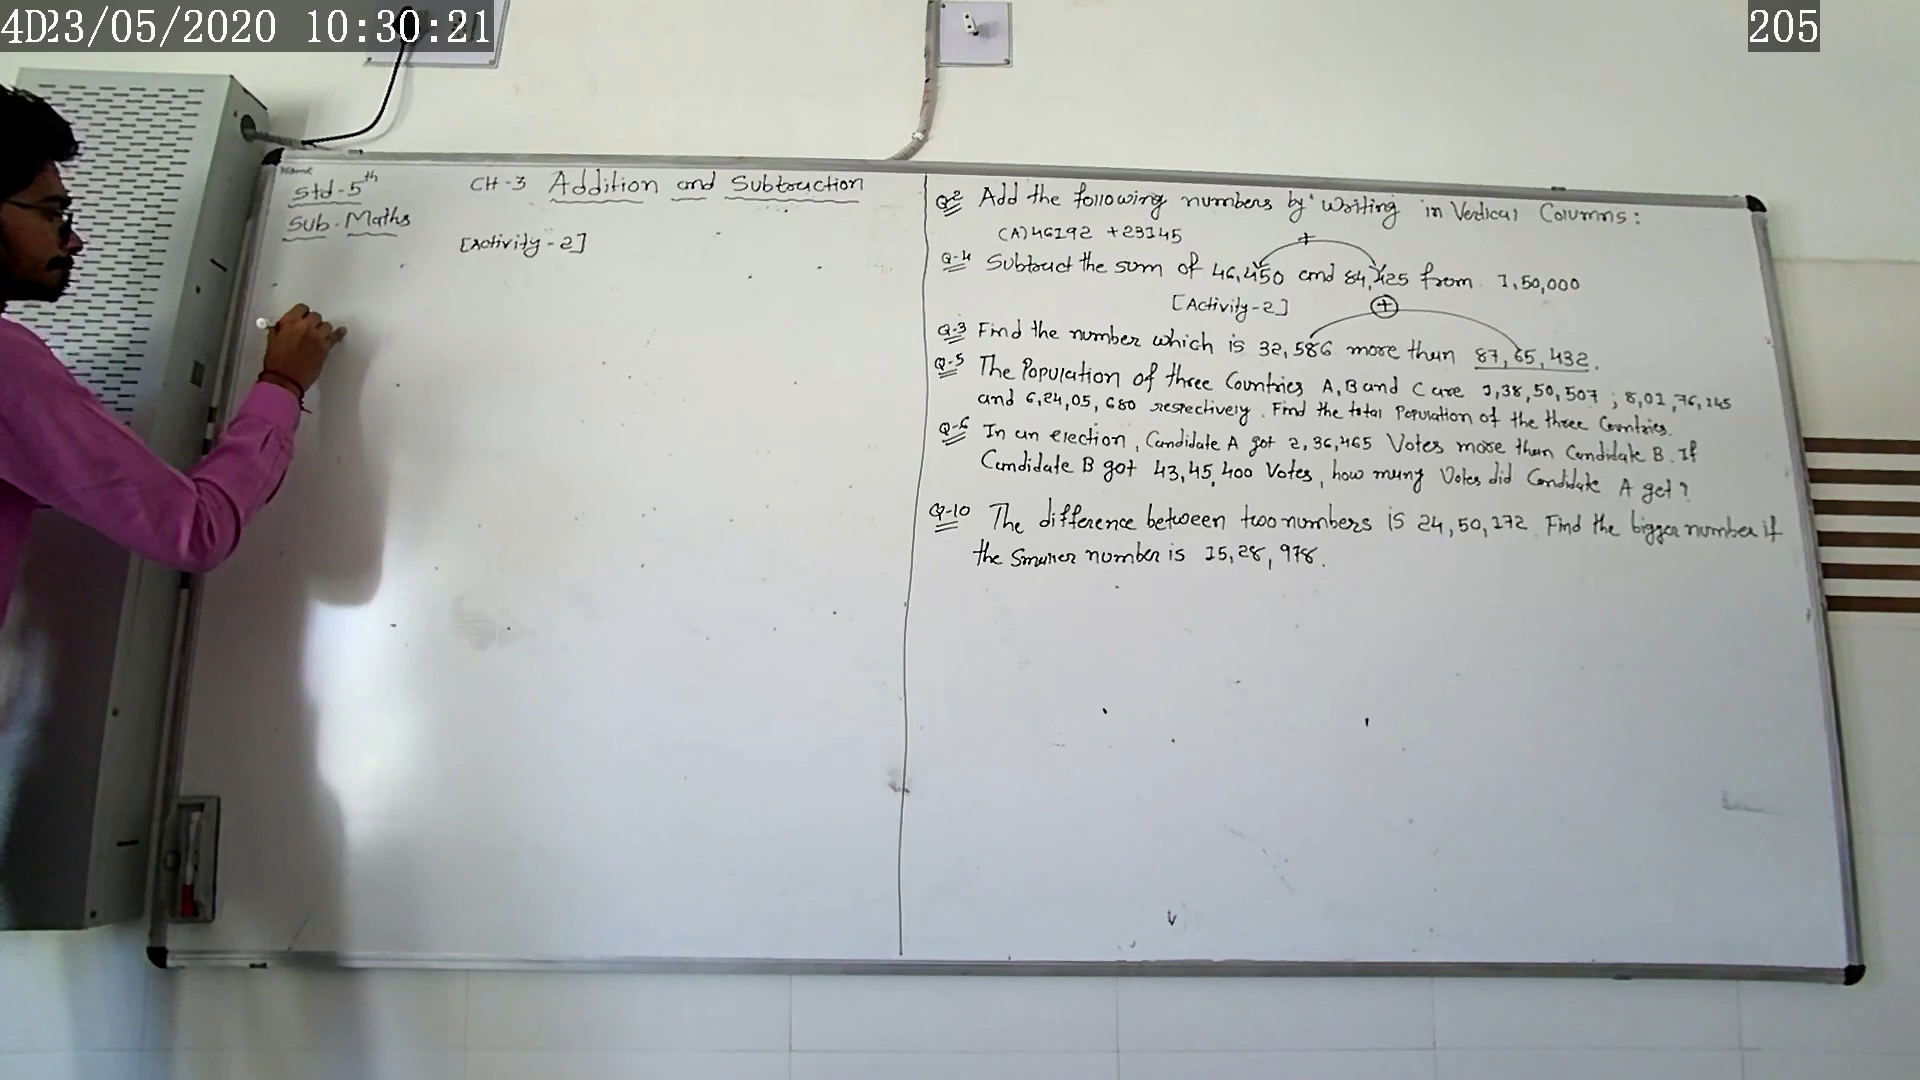 4D23/05/2020 10:30:21
205
Name
Std-5th
Sub. Maths
CH-3 Addition and Subtraction
[Activity-2]
Q-2 Add the following numbers by writing in Vertical Columns:
(A) 46192 + 23145
+
Q-4 Subtract the sum of 46,450 and 84,425 from 1,50,000
[Activity-2]
+
Q-3 Find the number which is 32,586 more than 87,65,432.
Q-5 The Population of three Countries A, B and C are 1,38,50,507 ; 8,01,76,145
and 6,24,05,680 respectively. Find the total Population of the three Countries.
Q-6 In an election, Candidate A got 2,36,465 Votes more than Candidate B. If
Candidate B got 43,45,400 Votes, how many Votes did Candidate A get?
Q-10 The difference between two numbers is 24,50,172. Find the bigger number if
the Smaller number is 15,28,978.